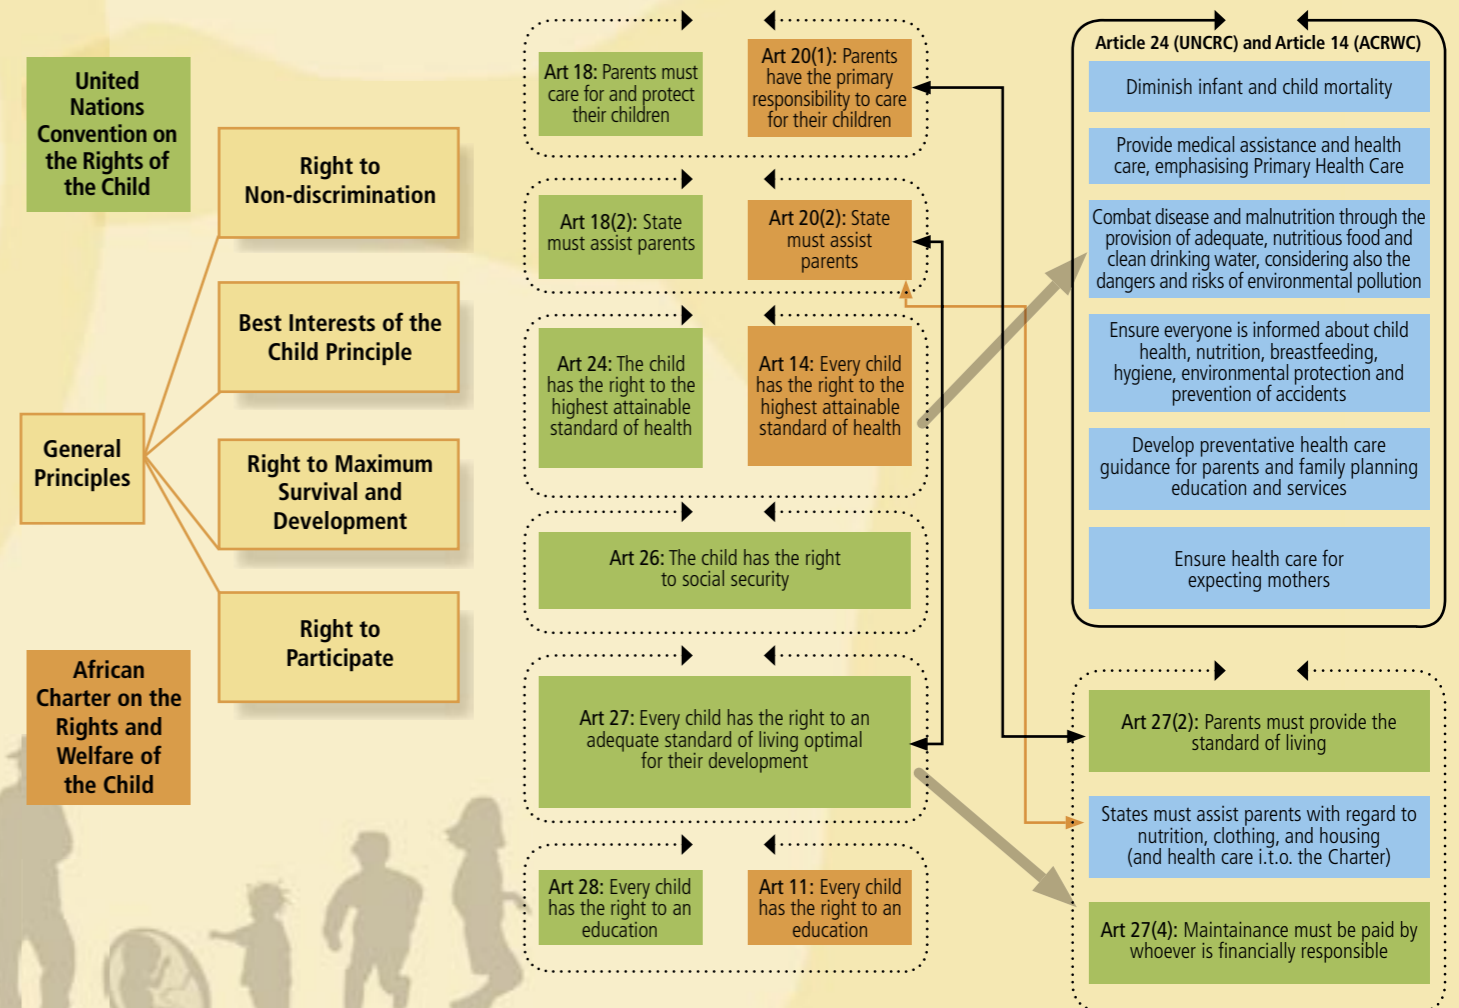 United
Nations
Convention on
the Rights of
the Child
Right to
Non-discrimination
Best Interests of the
Child Principle
General
Principles
Right to Maximum
Survival and
Development
Right to
Participate
African
Charter on the
Rights and
Welfare of
the Child
Art 18: Parents must
care for and protect
their children
Art 20(1): Parents
have the primary
responsibility to care
for their children
Art 18(2): State
must assist parents
Art 20(2): State
must assist
parents
Art 24: The child
has the right to the
highest attainable
standard of health
Art 14: Every child
has the right to the
highest attainable
standard of health
Art 26: The child has the right
to social security
Art 27: Every child has the right to an
adequate standard of living optimal
for their development
Art 28: Every child
has the right to an
education
Art 11: Every child
has the right to an
education
Article 24 (UNCRC) and Article 14 (ACRWC)
Diminish infant and child mortality
Provide medical assistance and health
care, emphasising Primary Health Care
Combat disease and malnutrition through the
provision of adequate, nutritious food and
clean drinking water, considering also the
dangers and risks of environmental pollution
Ensure everyone is informed about child
health, nutrition, breastfeeding,
hygiene, environmental protection and
prevention of accidents
Develop preventative health care
guidance for parents and family planning
education and services
Ensure health care for
expecting mothers
Art 27(2): Parents must provide the
standard of living
States must assist parents with regard to
nutrition, clothing, and housing
(and health care i.t.o. the Charter)
Art 27(4): Maintainance must be paid by
whoever is financially responsible